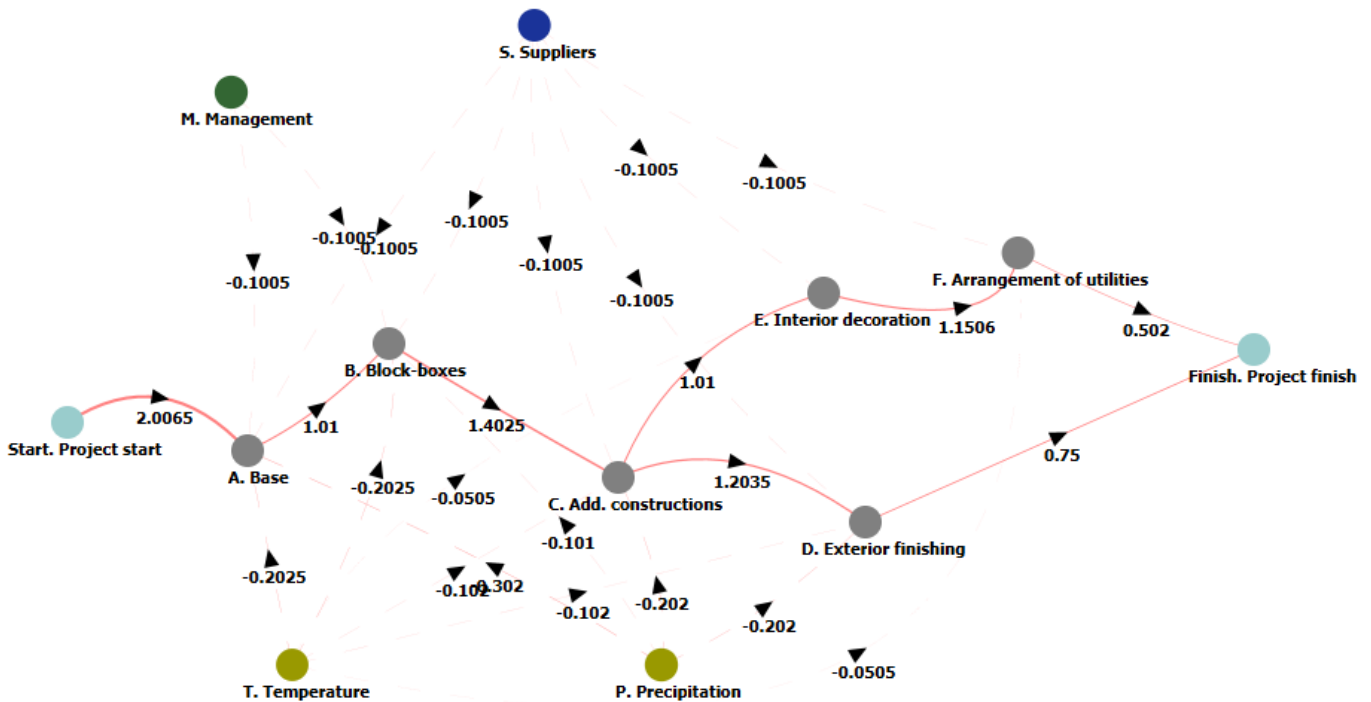 S. Suppliers
M. Management
-0.1005
-0.1005
-0.1005
-0.1005
-0.1005
-0.1005
-0.1005
-0.1005
-0.1005
F. Arrangement of utilities
E. Interior decoration
1.1506
0.502
B. Block-boxes
Finish. Project finish
1.01
2.0065
1.01
1.4025
Start. Project start
0.75
A. Base
-0.2025
-0.0505
C. Add. constructions
1.2035
-0.101
D. Exterior finishing
-0.2025
-0.102
-0.302
-0.102
-0.202
-0.202
-0.0505
T. Temperature
P. Precipitation